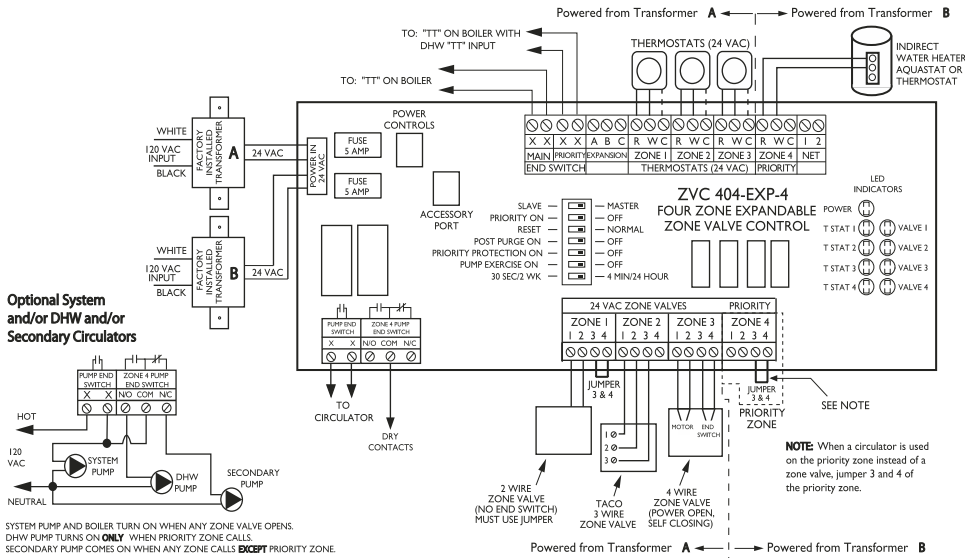 Powered from Transformer A
Powered from Transformer B
TO: "TT" ON BOILER WITH
DHW "TT" INPUT
TO: "TT" ON BOILER
THERMOSTATS (24 VAC)
INDIRECT
WATER HEATER
AQUASTAT OR
THERMOSTAT
WHITE
120 VAC
INPUT
BLACK
FACTORY
INSTALLED
TRANSFORMER
A
24 VAC
POWER IN
24 VAC
FUSE
5 AMP
FUSE
5 AMP
POWER
CONTROLS
ACCESSORY
PORT
X X X X A B C R W C R W C R W C R W C 1 2
MAIN PRIORITY EXPANSION ZONE 1 ZONE 2 ZONE 3 ZONE 4 NET
END SWITCH THERMOSTATS (24 VAC) PRIORITY
ZVC 404-EXP-4
FOUR ZONE EXPANDABLE
ZONE VALVE CONTROL
SLAVE MASTER
PRIORITY ON OFF
RESET NORMAL
POST PURGE ON OFF
PRIORITY PROTECTION ON OFF
PUMP EXERCISE ON OFF
30 SEC/2 WK 4 MIN/24 HOUR
LED
INDICATORS
POWER
T STAT 1 VALVE 1
T STAT 2 VALVE 2
T STAT 3 VALVE 3
T STAT 4 VALVE 4
WHITE
120 VAC
INPUT
BLACK
FACTORY
INSTALLED
TRANSFORMER
B
24 VAC
Optional System
and/or DHW and/or
Secondary Circulators
PUMP END
SWITCH
X X
ZONE 4 PUMP
END SWITCH
N/O COM N/C
TO
CIRCULATOR
DRY
CONTACTS
24 VAC ZONE VALVES PRIORITY
ZONE 1 ZONE 2 ZONE 3 ZONE 4
1 2 3 4 1 2 3 4 1 2 3 4 1 2 3 4
JUMPER
3 & 4
JUMPER
3 & 4
PRIORITY
ZONE
SEE NOTE
MOTOR
END
SWITCH
1
2
3
2 WIRE
ZONE VALVE
(NO END SWITCH)
MUST USE JUMPER
TACO
3 WIRE
ZONE VALVE
4 WIRE
ZONE VALVE
(POWER OPEN,
SELF CLOSING)
NOTE: When a circulator is used
on the priority zone instead of a
zone valve, jumper 3 and 4 of
the priority zone.
PUMP END
SWITCH
X X
ZONE 4 PUMP
END SWITCH
N/O COM N/C
HOT
120
VAC
NEUTRAL
SYSTEM
PUMP
DHW
PUMP
SECONDARY
PUMP
SYSTEM PUMP AND BOILER TURN ON WHEN ANY ZONE VALVE OPENS.
DHW PUMP TURNS ON ONLY WHEN PRIORITY ZONE CALLS.
SECONDARY PUMP COMES ON WHEN ANY ZONE CALLS EXCEPT PRIORITY ZONE.
Powered from Transformer A
Powered from Transformer B